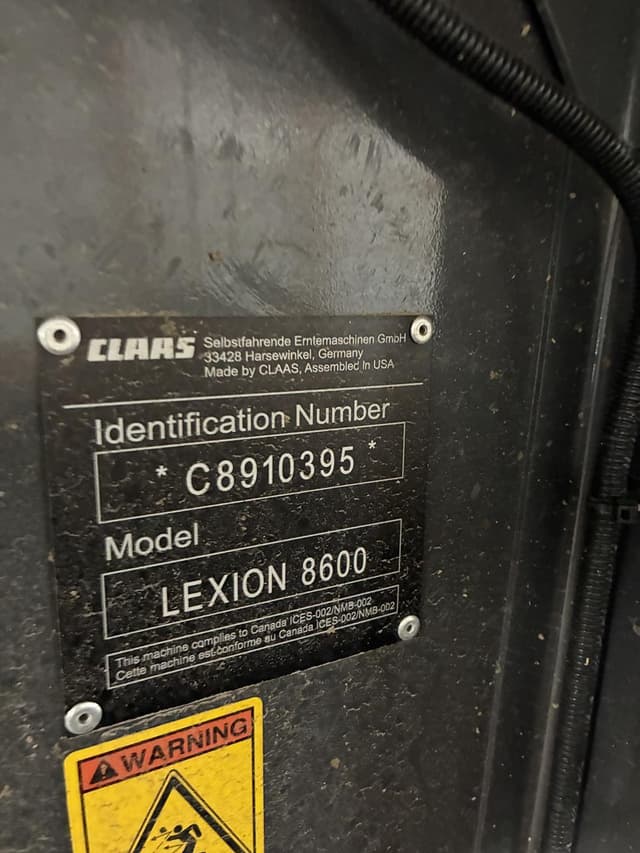 CLAAS Selbstfahrende Erntemaschinen GmbH
33428 Harsewinkel, Germany
Made by CLAAS, Assembled in USA
Identification Number
* C8910395 *
Model
LEXION 8600
This machine complies to Canada ICES-002/NMB-002
Cette machine est conforme au Canada ICES-002/NMB-002
WARNING